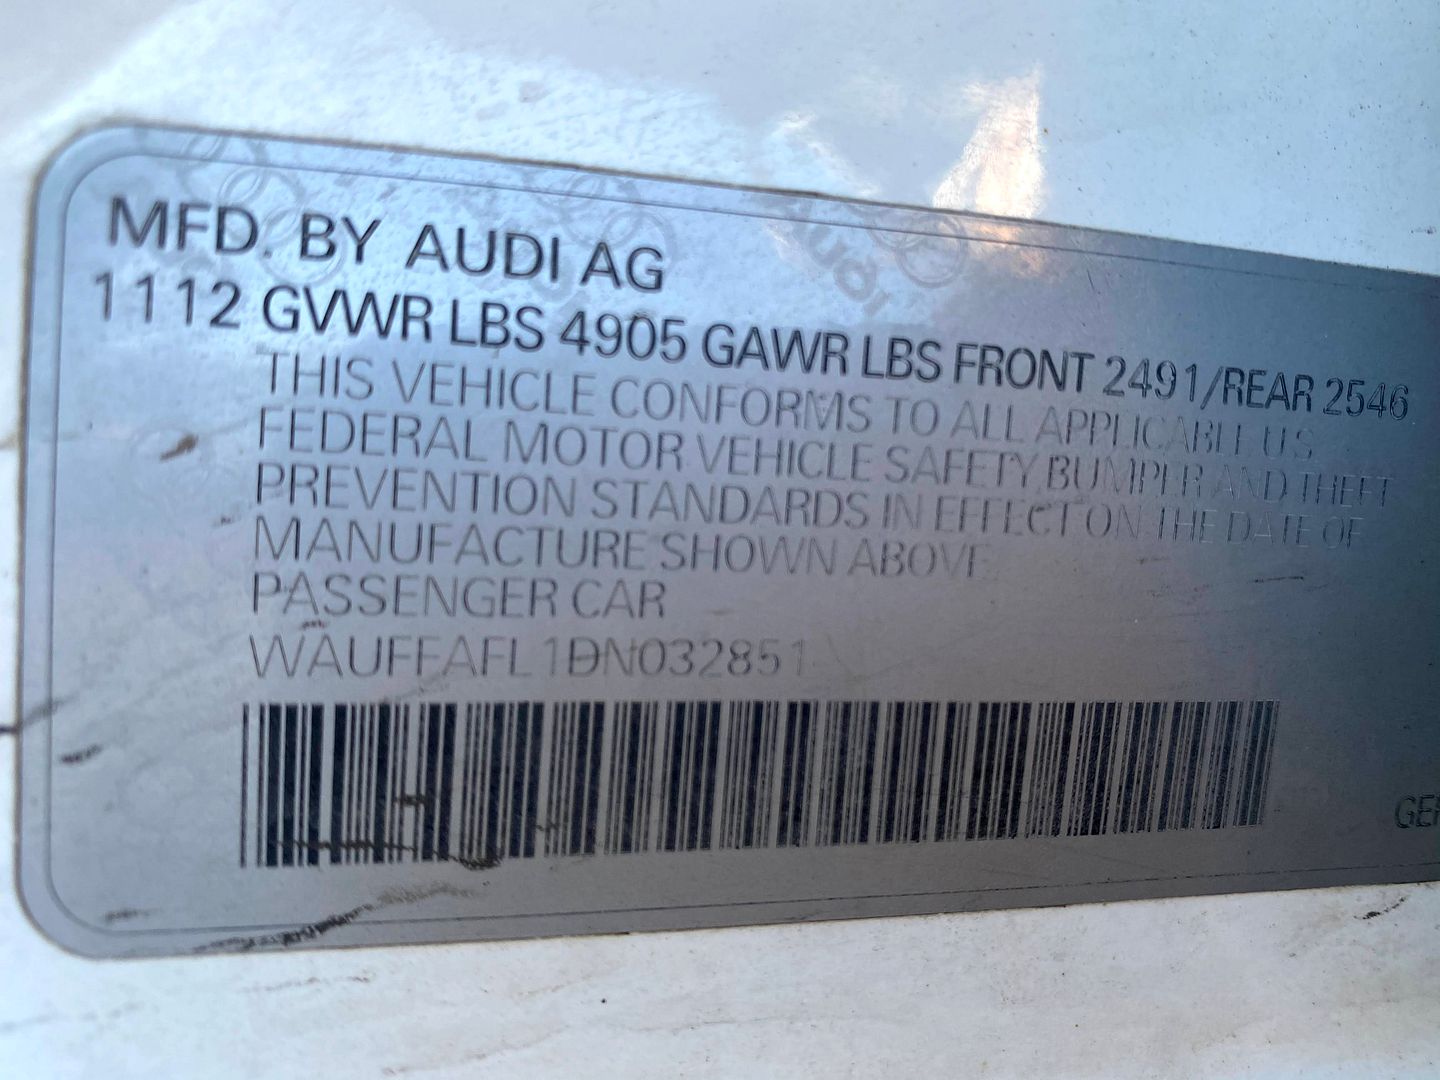 MFD. BY AUDI AG
1112 GVWR LBS 4905 GAWR LBS FRONT 2491/REAR 2546
THIS VEHICLE CONFORMS TO ALL APPLICABLE U.S.
FEDERAL MOTOR VEHICLE SAFETY BUMPER AND THEFT
PREVENTION STANDARDS IN EFFECT ON THE DATE OF
MANUFACTURE SHOWN ABOVE
PASSENGER CAR
WAUFFAFL1DN032851